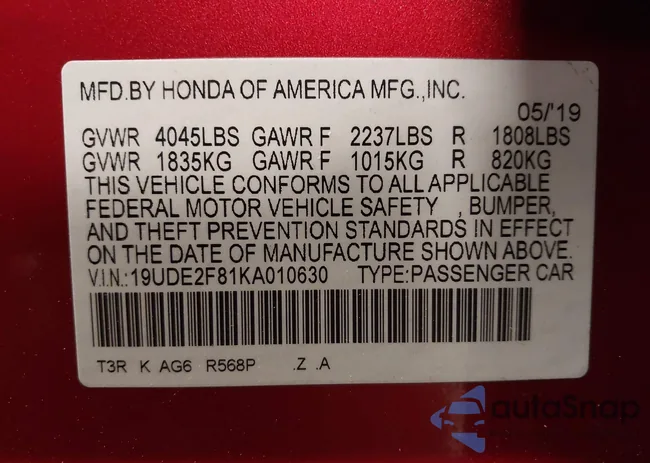 MFD.BY HONDA OF AMERICA MFG.,INC.
05/'19
GVWR 4045LBS GAWR F 2237LBS R 1808LBS
GVWR 1835KG GAWR F 1015KG R 820KG
THIS VEHICLE CONFORMS TO ALL APPLICABLE
FEDERAL MOTOR VEHICLE SAFETY , BUMPER,
AND THEFT PREVENTION STANDARDS IN EFFECT
ON THE DATE OF MANUFACTURE SHOWN ABOVE.
V.I.N.:19UDE2F81KA010630 TYPE:PASSENGER CAR
T3R K AG6 R568P .Z .A
autoSnap